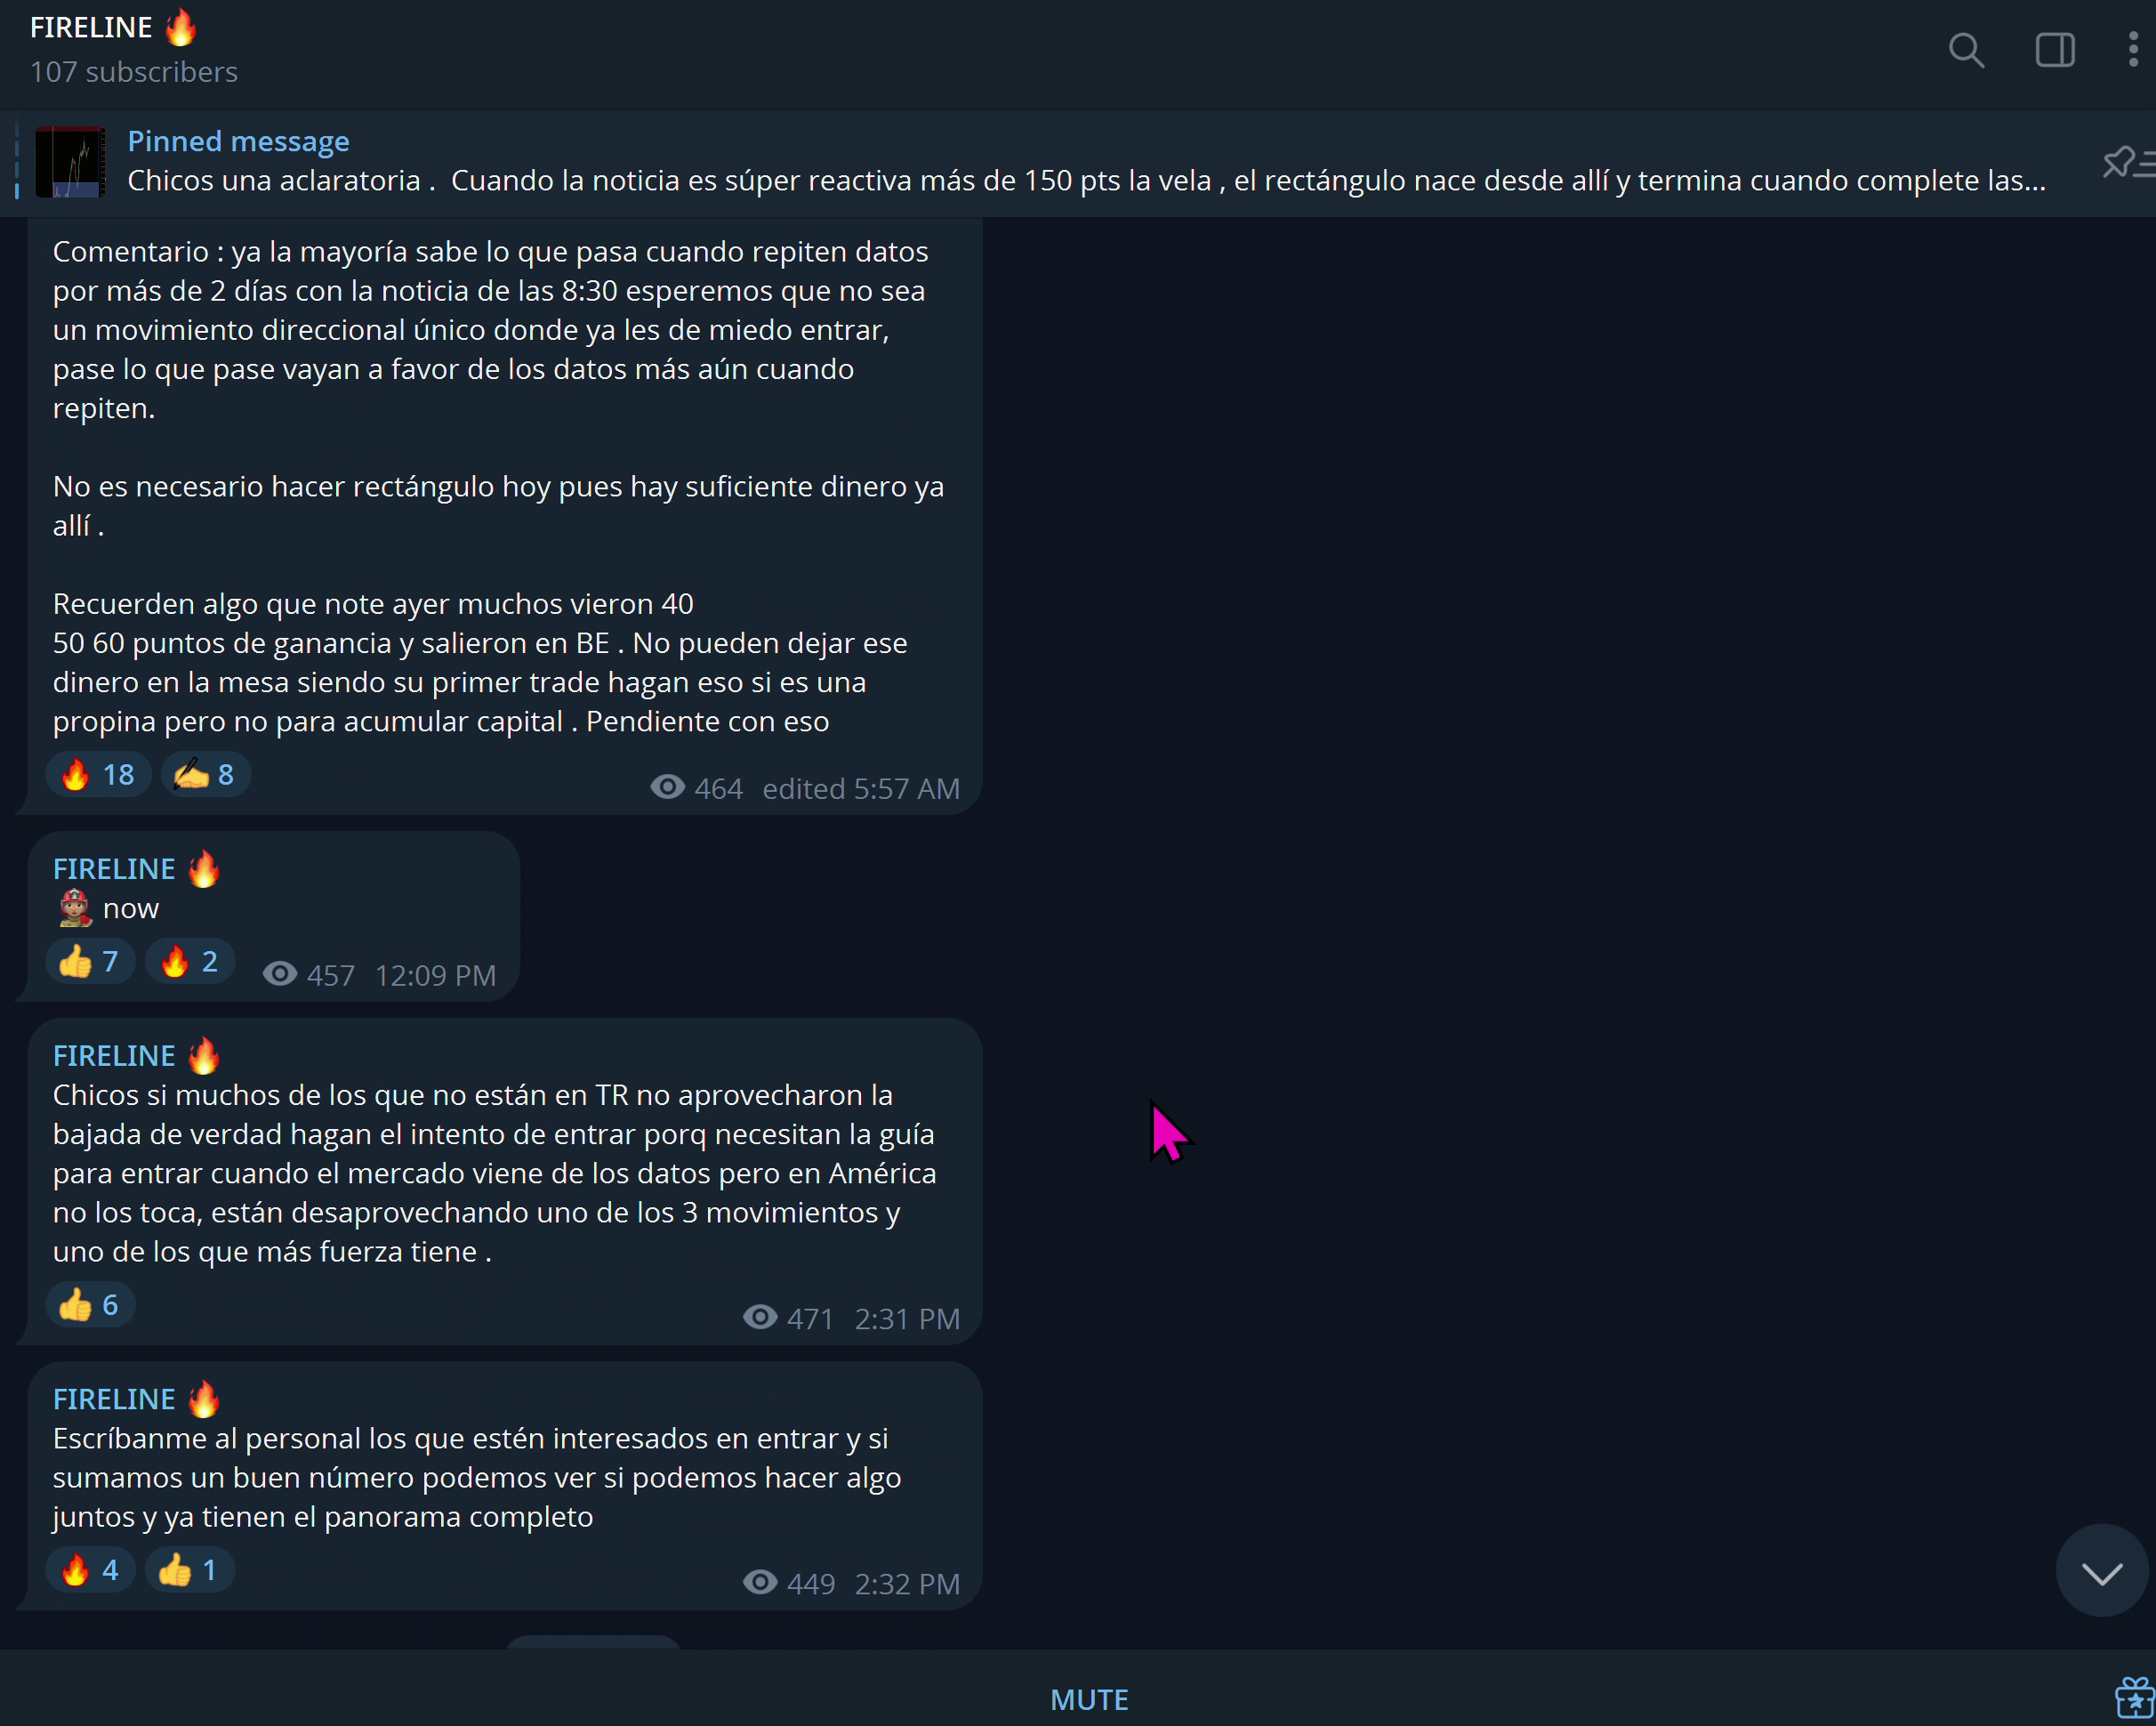 FIRELINE 🔥
107 subscribers
Pinned message
Chicos una aclaratoria .  Cuando la noticia es súper reactiva más de 150 pts la vela , el rectángulo nace desde allí y termina cuando complete las...
Comentario : ya la mayoría sabe lo que pasa cuando repiten datos
por más de 2 días con la noticia de las 8:30 esperemos que no sea
un movimiento direccional único donde ya les de miedo entrar,
pase lo que pase vayan a favor de los datos más aún cuando
repiten.
No es necesario hacer rectángulo hoy pues hay suficiente dinero ya
allí .
Recuerden algo que note ayer muchos vieron 40
50 60 puntos de ganancia y salieron en BE . No pueden dejar ese
dinero en la mesa siendo su primer trade hagan eso si es una
propina pero no para acumular capital . Pendiente con eso
🔥 18 ✍️ 8 464 edited 5:57 AM
FIRELINE 🔥
🧑🏽‍🚒 now
👍 7 🔥 2 457 12:09 PM
FIRELINE 🔥
Chicos si muchos de los que no están en TR no aprovecharon la
bajada de verdad hagan el intento de entrar porq necesitan la guía
para entrar cuando el mercado viene de los datos pero en América
no los toca, están desaprovechando uno de los 3 movimientos y
uno de los que más fuerza tiene .
👍 6 471 2:31 PM
FIRELINE 🔥
Escríbanme al personal los que estén interesados en entrar y si
sumamos un buen número podemos ver si podemos hacer algo
juntos y ya tienen el panorama completo
🔥 4 👍 1 449 2:32 PM
MUTE